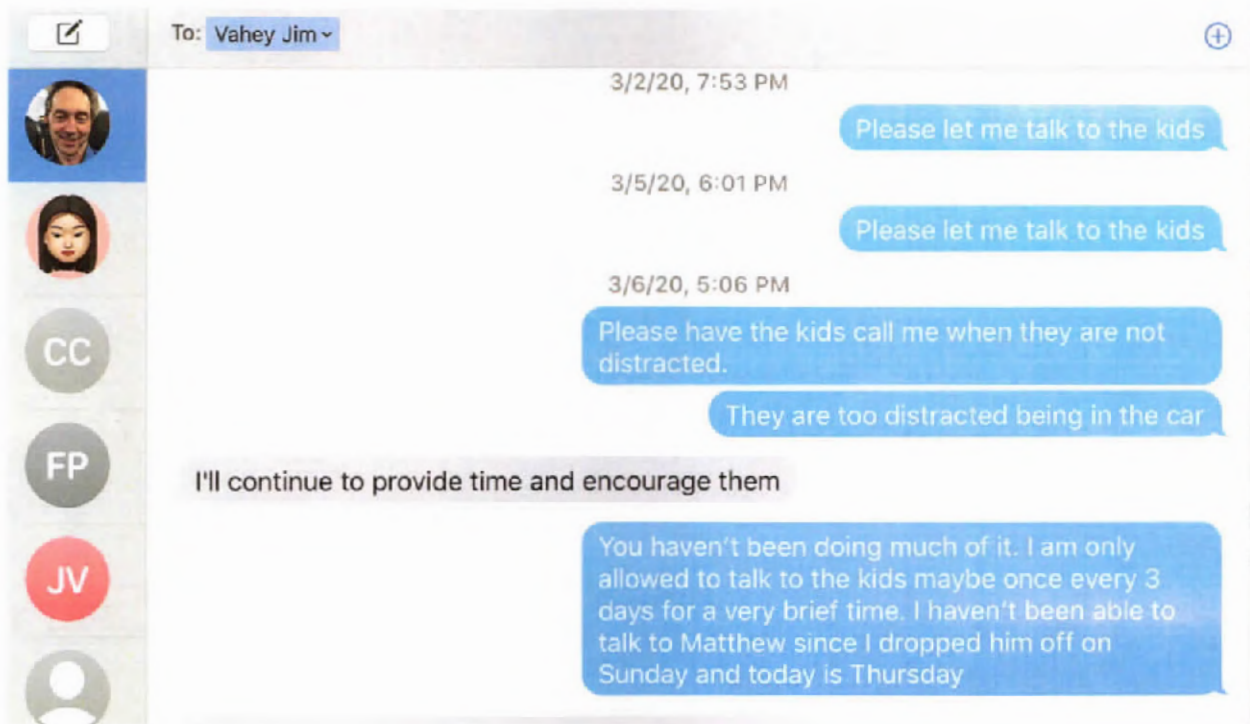 To: Vahey Jim
3/2/20, 7:53 PM
Please let me talk to the kids
3/5/20, 6:01 PM
Please let me talk to the kids
3/6/20, 5:06 PM
Please have the kids call me when they are not
distracted.
They are too distracted being in the car
CC
I'll continue to provide time and encourage them
FP
You haven't been doing much of it. I am only
allowed to talk to the kids maybe once every 3
days for a very brief time. I haven't been able to
talk to Matthew since I dropped him off on
Sunday and today is Thursday
JV